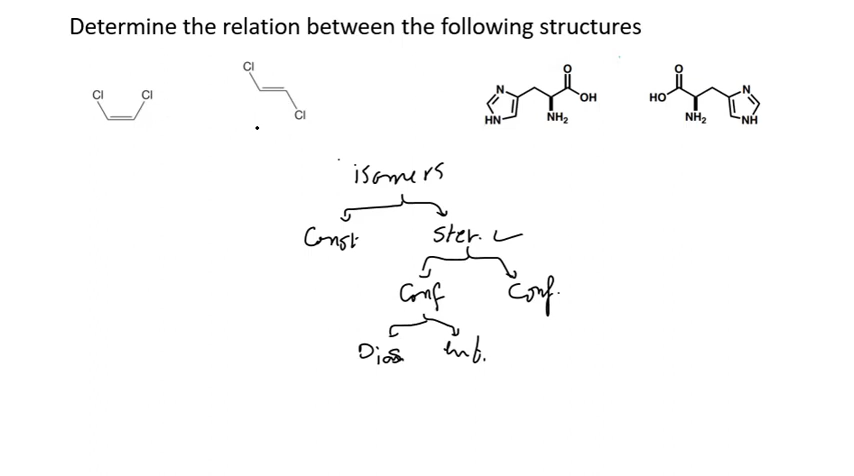 Determine the relation between the following structures
Cl Cl
Cl
Cl
N
HN
O
OH
NH₂
O
HO
NH₂
N
NH
isomers
Const ster.
Conf Conf.
Dias ent.